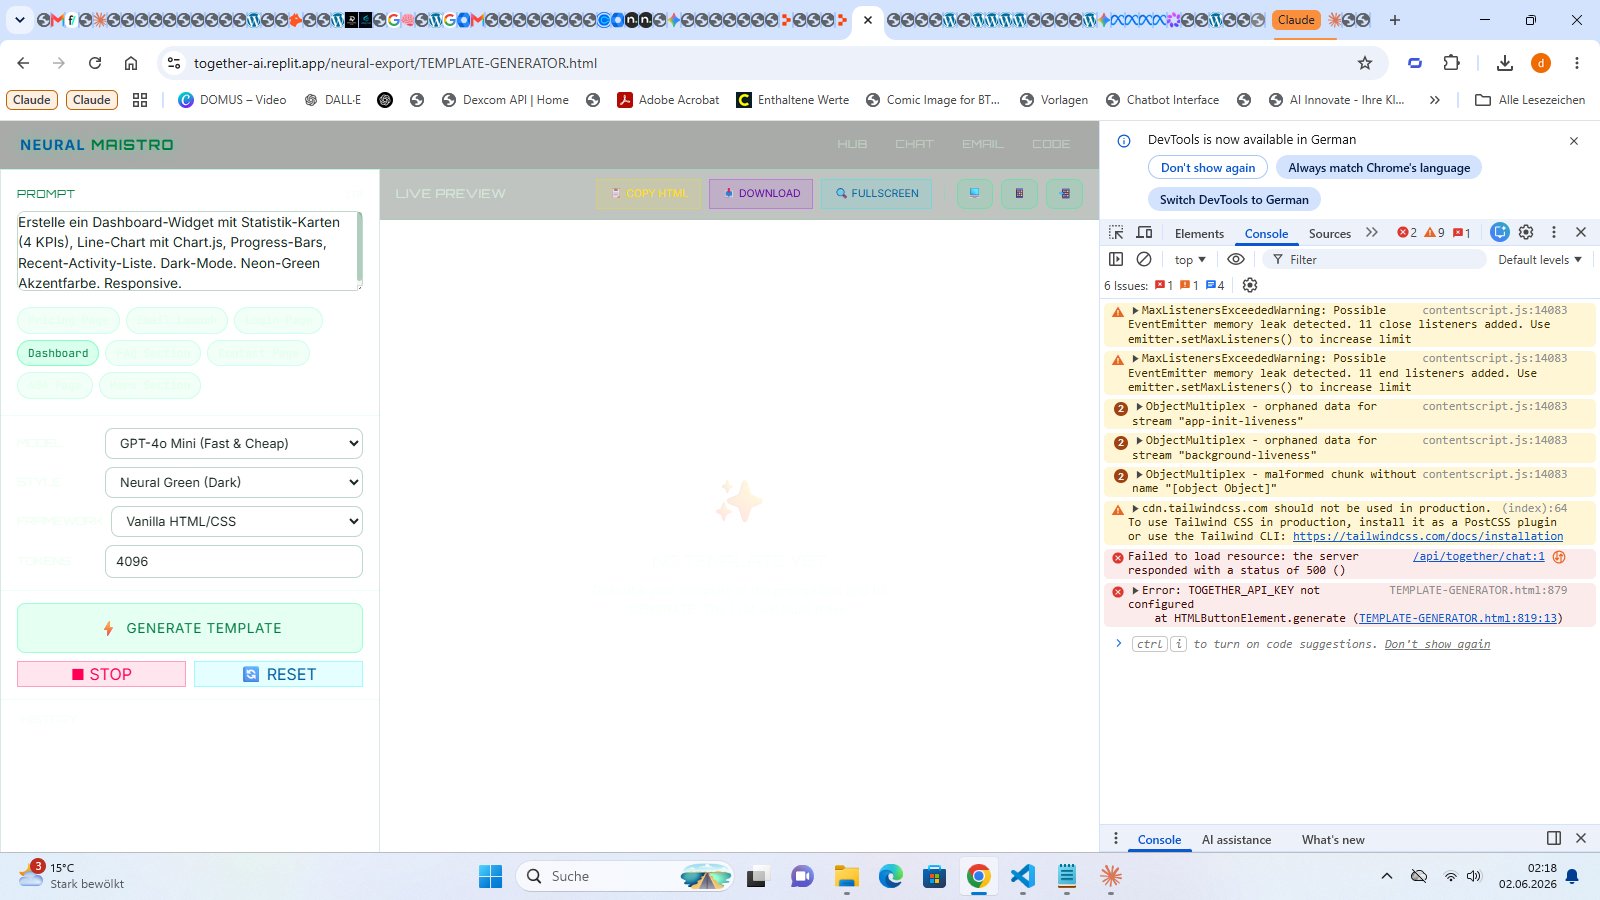 Claude
together-ai.replit.app/neural-export/TEMPLATE-GENERATOR.html
d
Claude
Claude
DOMUS – Video
DALL·E
Dexcom API | Home
Adobe Acrobat
Enthaltene Werte
Comic Image for BT...
Vorlagen
Chatbot Interface
AI Innovate - Ihre KI...
Alle Lesezeichen
NEURAL MAISTRO
HUB
CHAT
EMAIL
CODE
PROMPT
Erstelle ein Dashboard-Widget mit Statistik-Karten
(4 KPIs), Line-Chart mit Chart.js, Progress-Bars,
Recent-Activity-Liste. Dark-Mode. Neon-Green
Akzentfarbe. Responsive.
Dashboard
MODEL
GPT-4o Mini (Fast & Cheap)
STYLE
Neural Green (Dark)
FRAMEWORK
Vanilla HTML/CSS
TOKENS
4096
GENERATE TEMPLATE
STOP
RESET
LIVE PREVIEW
COPY HTML
DOWNLOAD
FULLSCREEN
DevTools is now available in German
Don't show again
Always match Chrome's language
Switch DevTools to German
Elements
Console
Sources
2
9
1
top
Filter
Default levels
6 Issues:
1
1
4
MaxListenersExceededWarning: Possible contentscript.js:14083
EventEmitter memory leak detected. 11 close listeners added. Use
emitter.setMaxListeners() to increase limit
MaxListenersExceededWarning: Possible contentscript.js:14083
EventEmitter memory leak detected. 11 end listeners added. Use
emitter.setMaxListeners() to increase limit
2 ObjectMultiplex - orphaned data for contentscript.js:14083
stream "app-init-liveness"
2 ObjectMultiplex - orphaned data for contentscript.js:14083
stream "background-liveness"
2 ObjectMultiplex - malformed chunk without contentscript.js:14083
name "[object Object]"
cdn.tailwindcss.com should not be used in production. (index):64
To use Tailwind CSS in production, install it as a PostCSS plugin
or use the Tailwind CLI: https://tailwindcss.com/docs/installation
Failed to load resource: the server /api/together/chat:1
responded with a status of 500 ()
Error: TOGETHER_API_KEY not TEMPLATE-GENERATOR.html:879
configured
at HTMLButtonElement.generate (TEMPLATE-GENERATOR.html:819:13)
ctrl i to turn on code suggestions. Don't show again
Console
AI assistance
What's new
3
15°C
Stark bewölkt
Suche
02:18
02.06.2026